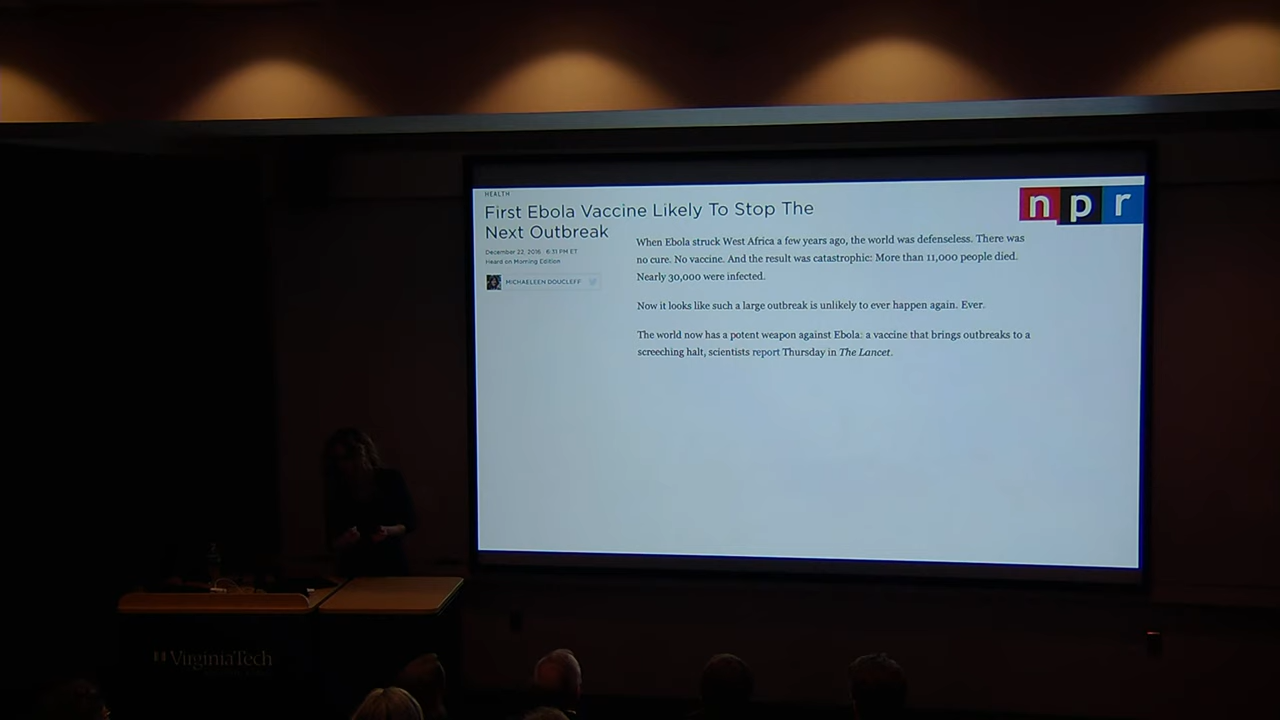 HEALTH
First Ebola Vaccine Likely To Stop The
Next Outbreak
December 22, 2016 · 6:31 PM ET
Heard on Morning Edition
MICHAELEEN DOUCLEFF
npr
When Ebola struck West Africa a few years ago, the world was defenseless. There was
no cure. No vaccine. And the result was catastrophic: More than 11,000 people died.
Nearly 30,000 were infected.
Now it looks like such a large outbreak is unlikely to ever happen again. Ever.
The world now has a potent weapon against Ebola: a vaccine that brings outbreaks to a
screeching halt, scientists report Thursday in The Lancet.
VirginiaTech